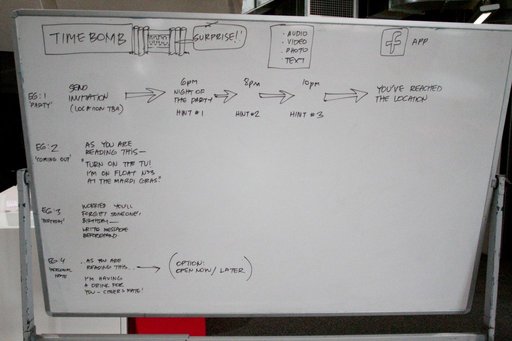 TIME BOMB
SURPRISE!
· AUDIO
· VIDEO
· PHOTO
TEXT
f APP
EG: 1
'PARTY'
SEND
INVITATION
(LOCATION TBA)
6pm
NIGHT OF
THE PARTY
HINT #1
8pm
HINT #2
10pm
HINT #3
YOU'VE REACHED
THE LOCATION
EG: 2
'COMING OUT'
AS YOU ARE
READING THIS—
"TURN ON THE TV!
I'M ON FLOAT N°3
AT THE MARDI GRAS."
EG: 3
'BIRTHDAY'
WORRIED YOU'LL
FORGET SOMEONE'S
BIRTHDAY—
WRITE MESSAGE
BEFOREHAND
EG: 4
AS YOU ARE
READING THIS
I'M HAVING
A DRINK FOR
YOU - CHEERS MATE!
(OPTION:
OPEN NOW / LATER)